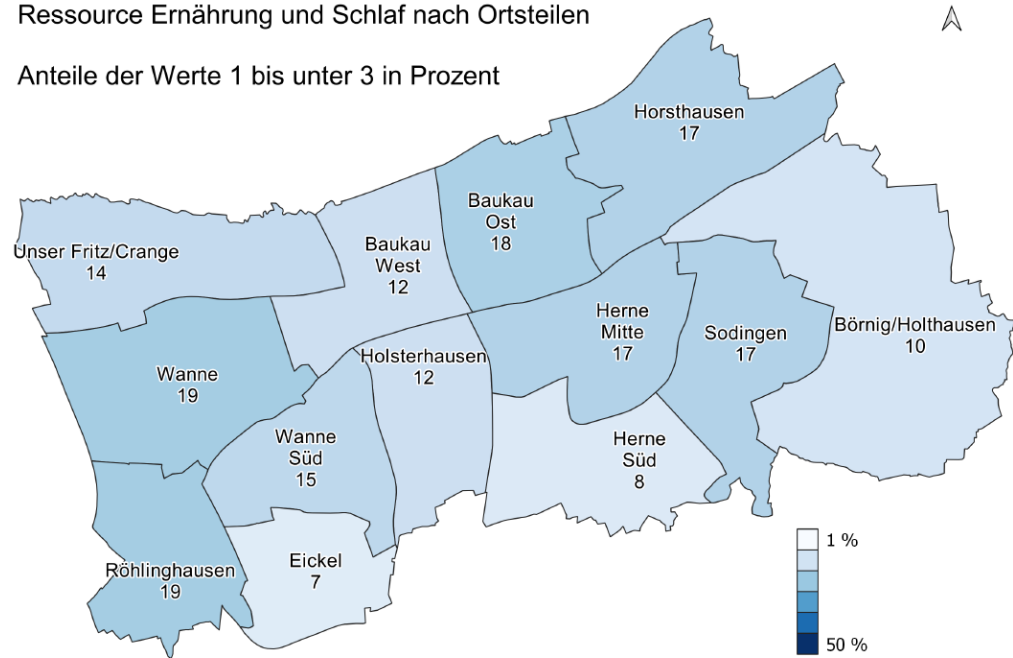 Ressource Ernährung und Schlaf nach Ortsteilen
Anteile der Werte 1 bis unter 3 in Prozent
Horsthausen
17
Baukau
Ost
18
Unser Fritz/Crange
14
Baukau
West
12
Herne
Mitte
17
Sodingen
17
Börnig/Holthausen
10
Holsterhausen
12
Wanne
19
Wanne
Süd
15
Herne
Süd
8
Eickel
7
Röhlinghausen
19
1 %
50 %